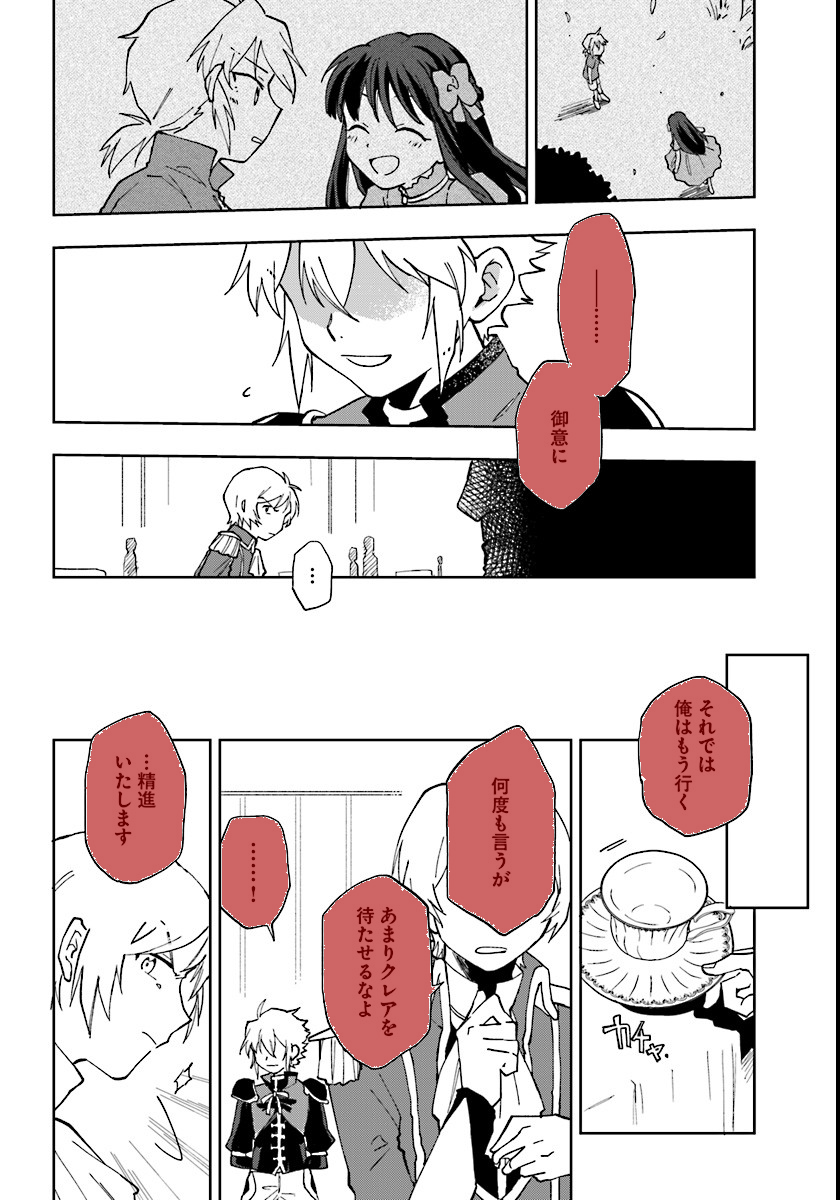 ――………
御意に
…
それでは
俺はもう行く
カチャ
何度も言うが
あまりクレアを
待たせるなよ
……！
…精進
いたします